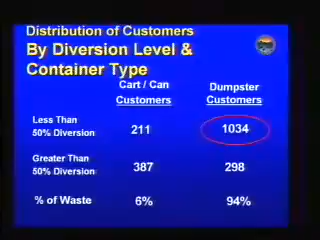 Distribution of Customers
By Diversion Level &
Container Type
Cart / Can Dumpster
Customers Customers
Less Than
50% Diversion 211 1034
Greater Than
50% Diversion 387 298
% of Waste 6% 94%